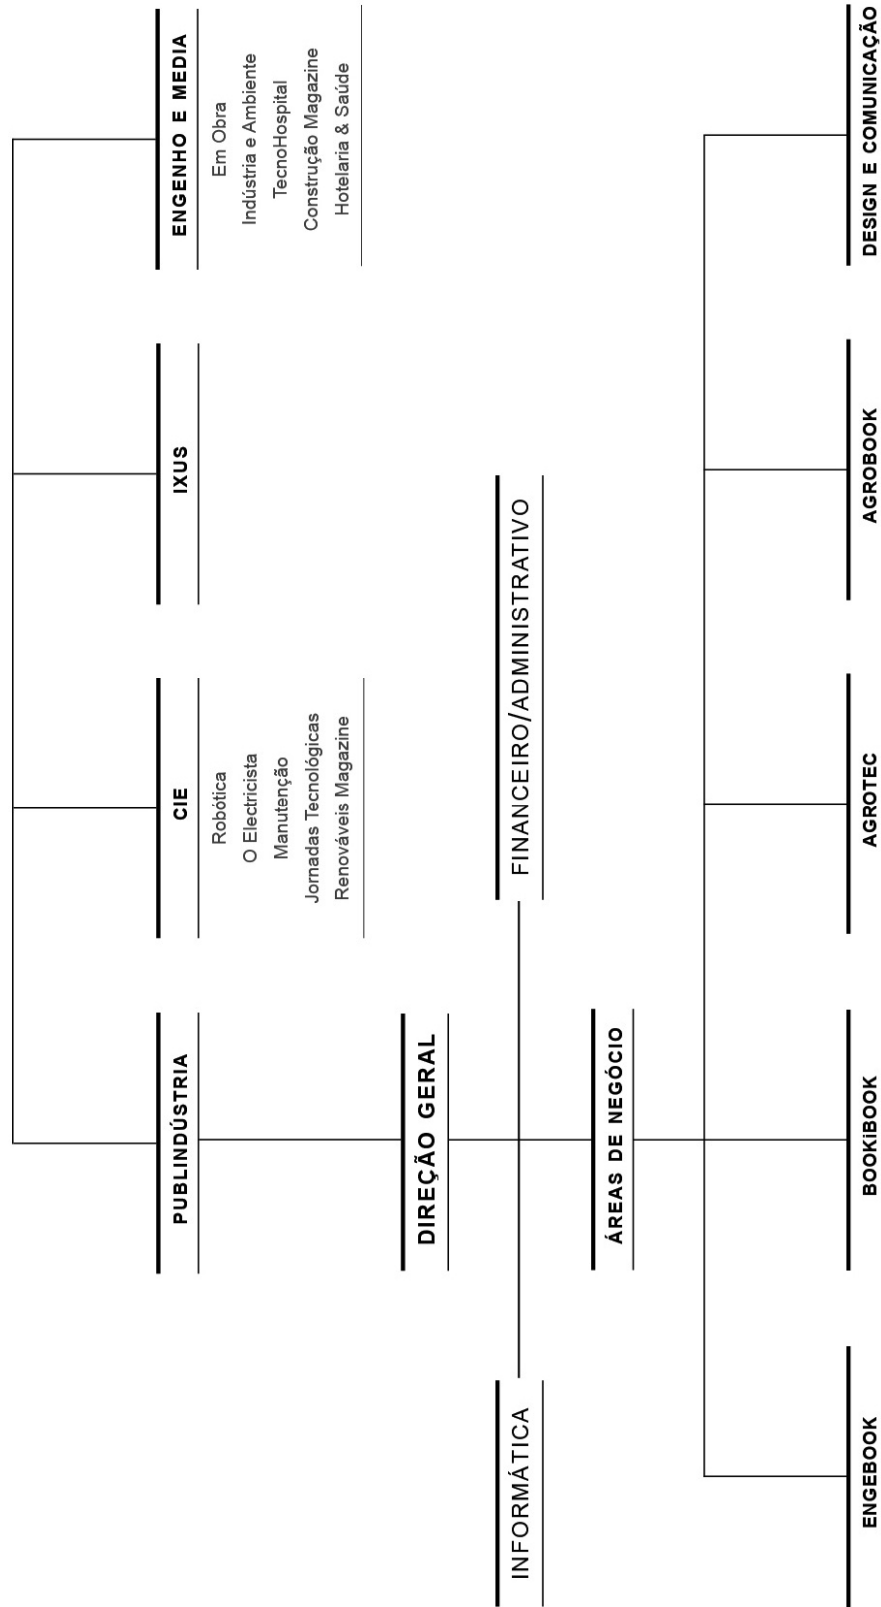 PUBLINDÚSTRIA
CIE
Robótica
O Electricista
Manutenção
Jornadas Tecnológicas
Renováveis Magazine
IXUS
ENGENHO E MEDIA
Em Obra
Indústria e Ambiente
TecnoHospital
Construção Magazine
Hotelaria & Saúde
DIREÇÃO GERAL
INFORMÁTICA
FINANCEIRO/ADMINISTRATIVO
ÁREAS DE NEGÓCIO
ENGEBOOK
BOOKiBOOK
AGROTEC
AGROBOOK
DESIGN E COMUNICAÇÃO